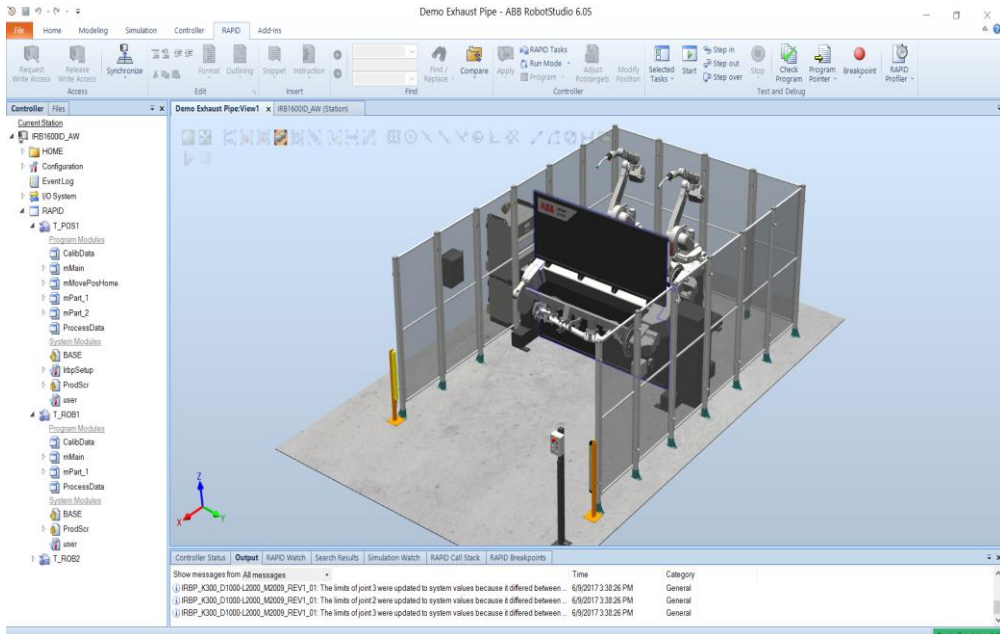 Demo Exhaust Pipe - ABB RobotStudio 6.05
File Home Modeling Simulation Controller RAPID Add-Ins
Request Write Access
Release Write Access
Synchronize
Access
Format
Outlining
Edit
Snippet
Instruction
Insert
Find / Replace
Find
Compare
Apply
RAPID Tasks
Run Mode
Program
Adjust Robtargets
Modify Position
Controller
Selected Tasks
Start
Step in
Step out
Step over
Stop
Check Program
Program Pointer
Breakpoint
Test and Debug
RAPID Profiler
Controller Files
Demo Exhaust Pipe:View1 x IRB1600ID_AW (Station)
Current Station
IRB1600ID_AW
HOME
Configuration
Event Log
I/O System
RAPID
T_POS1
Program Modules
CalibData
mMain
mMovePosHome
mPart_1
mPart_2
ProcessData
System Modules
BASE
IrbpSetup
ProdScr
user
T_ROB1
Program Modules
CalibData
mMain
mPart_1
ProcessData
System Modules
BASE
ProdScr
user
T_ROB2
ABB
Z
X
Y
Controller Status Output RAPID Watch Search Results Simulation Watch RAPID Call Stack RAPID Breakpoints
Show messages from All messages Time Category
IRBP_K300_D1000-L2000_M2009_REV1_01: The limits of joint 3 were updated to system values because it differed between ... 6/9/2017 3:38:26 PM General
IRBP_K300_D1000-L2000_M2009_REV1_01: The limits of joint 2 were updated to system values because it differed between ... 6/9/2017 3:38:26 PM General
IRBP_K300_D1000-L2000_M2009_REV1_01: The limits of joint 3 were updated to system values because it differed between ... 6/9/2017 3:38:26 PM General